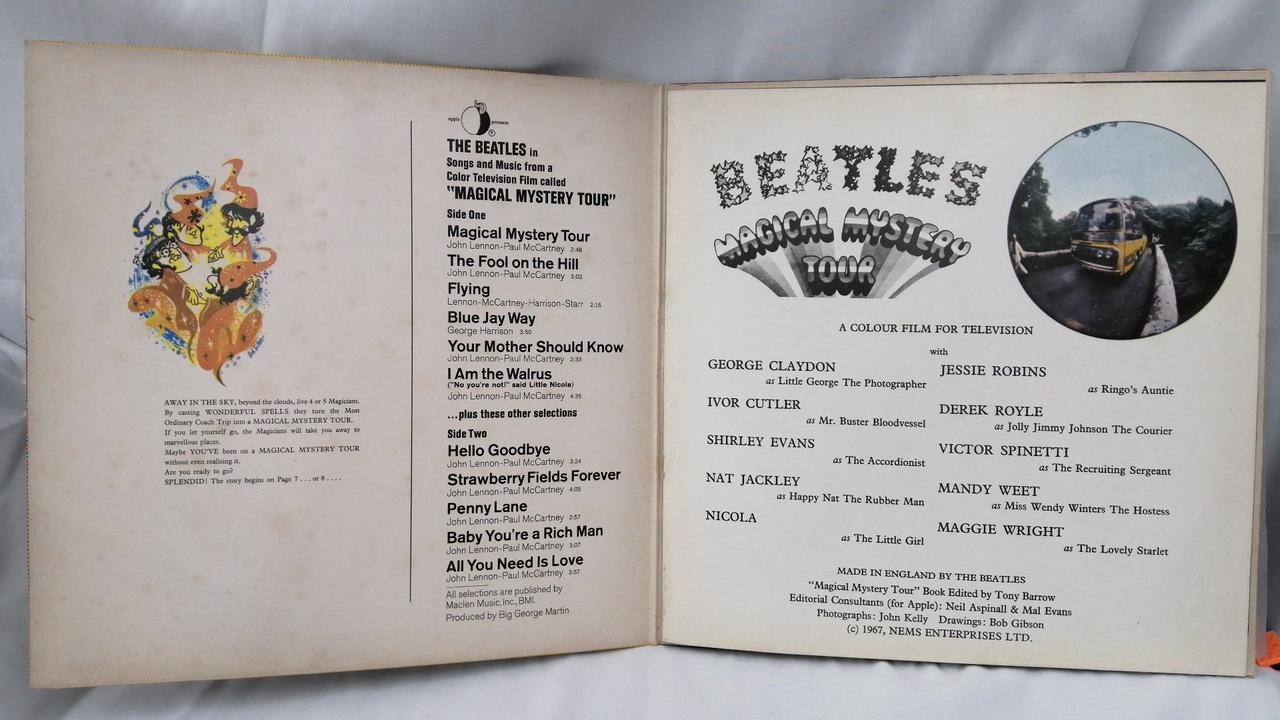 AWAY IN THE SKY, beyond the clouds, live 4 or 5 Magicians.
By casting WONDERFUL SPELLS they turn the Most
Ordinary Coach Trip into a MAGICAL MYSTERY TOUR.
If you let yourself go, the Magicians will take you away to
marvellous places.
Maybe YOU'VE been on a MAGICAL MYSTERY TOUR
without even realising it.
Are you ready to go?
SPLENDID! The story begins on Page 7 . . . or 8 . . . .
apple presents
THE BEATLES in
Songs and Music from a
Color Television Film called
"MAGICAL MYSTERY TOUR"
Side One
Magical Mystery Tour
John Lennon-Paul McCartney 2:48
The Fool on the Hill
John Lennon-Paul McCartney 3:00
Flying
Lennon-McCartney-Harrison-Starr 2:16
Blue Jay Way
George Harrison 3:50
Your Mother Should Know
John Lennon-Paul McCartney 2:33
I Am the Walrus
("No you're not!" said Little Nicola)
John Lennon-Paul McCartney 4:35
...plus these other selections
Side Two
Hello Goodbye
John Lennon-Paul McCartney 3:24
Strawberry Fields Forever
John Lennon-Paul McCartney 4:05
Penny Lane
John Lennon-Paul McCartney 2:57
Baby You're a Rich Man
John Lennon-Paul McCartney 3:07
All You Need Is Love
John Lennon-Paul McCartney 3:57
All selections are published by
Maclen Music, Inc., BMI.
Produced by Big George Martin
BEATLES
MAGICAL MYSTERY
TOUR
A COLOUR FILM FOR TELEVISION
with
GEORGE CLAYDON
as Little George The Photographer
IVOR CUTLER
as Mr. Buster Bloodvessel
SHIRLEY EVANS
as The Accordionist
NAT JACKLEY
as Happy Nat The Rubber Man
NICOLA
as The Little Girl
JESSIE ROBINS
as Ringo's Auntie
DEREK ROYLE
as Jolly Jimmy Johnson The Courier
VICTOR SPINETTI
as The Recruiting Sergeant
MANDY WEET
as Miss Wendy Winters The Hostess
MAGGIE WRIGHT
as The Lovely Starlet
MADE IN ENGLAND BY THE BEATLES
"Magical Mystery Tour" Book Edited by Tony Barrow
Editorial Consultants (for Apple): Neil Aspinall & Mal Evans
Photographs: John Kelly Drawings: Bob Gibson
(c) 1967, NEMS ENTERPRISES LTD.